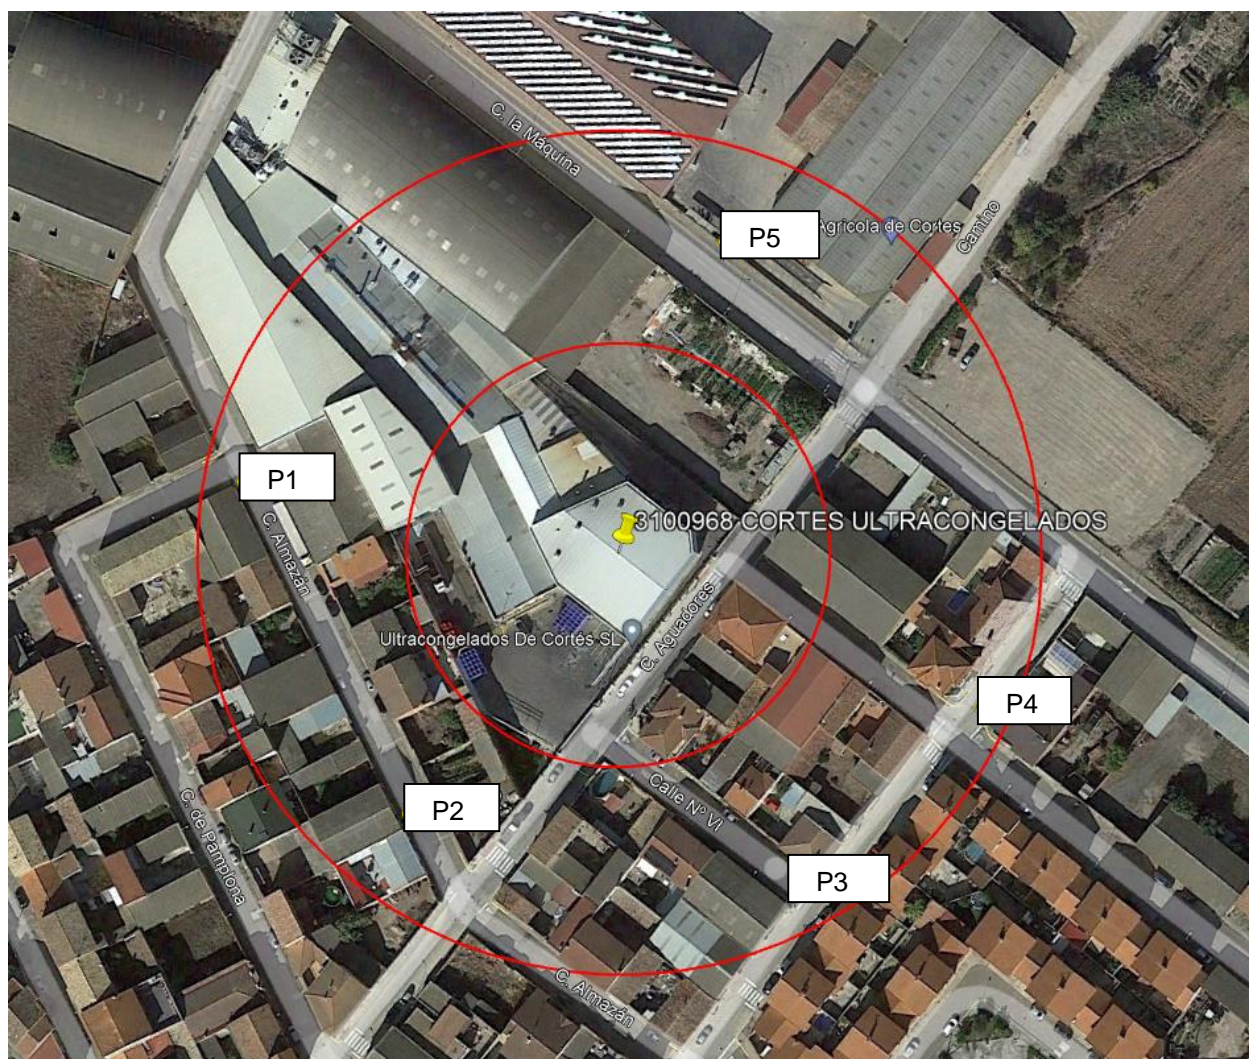 C. la Máquina
P5
Agrícola de Cortes
Camino
P1
C. Almazán
3100968 CORTES ULTRACONGELADOS
Ultracongelados De Cortés SL
C. Aguadores
P4
P2
Calle Nº VI
C. de Pamplona
P3
C. Almazán